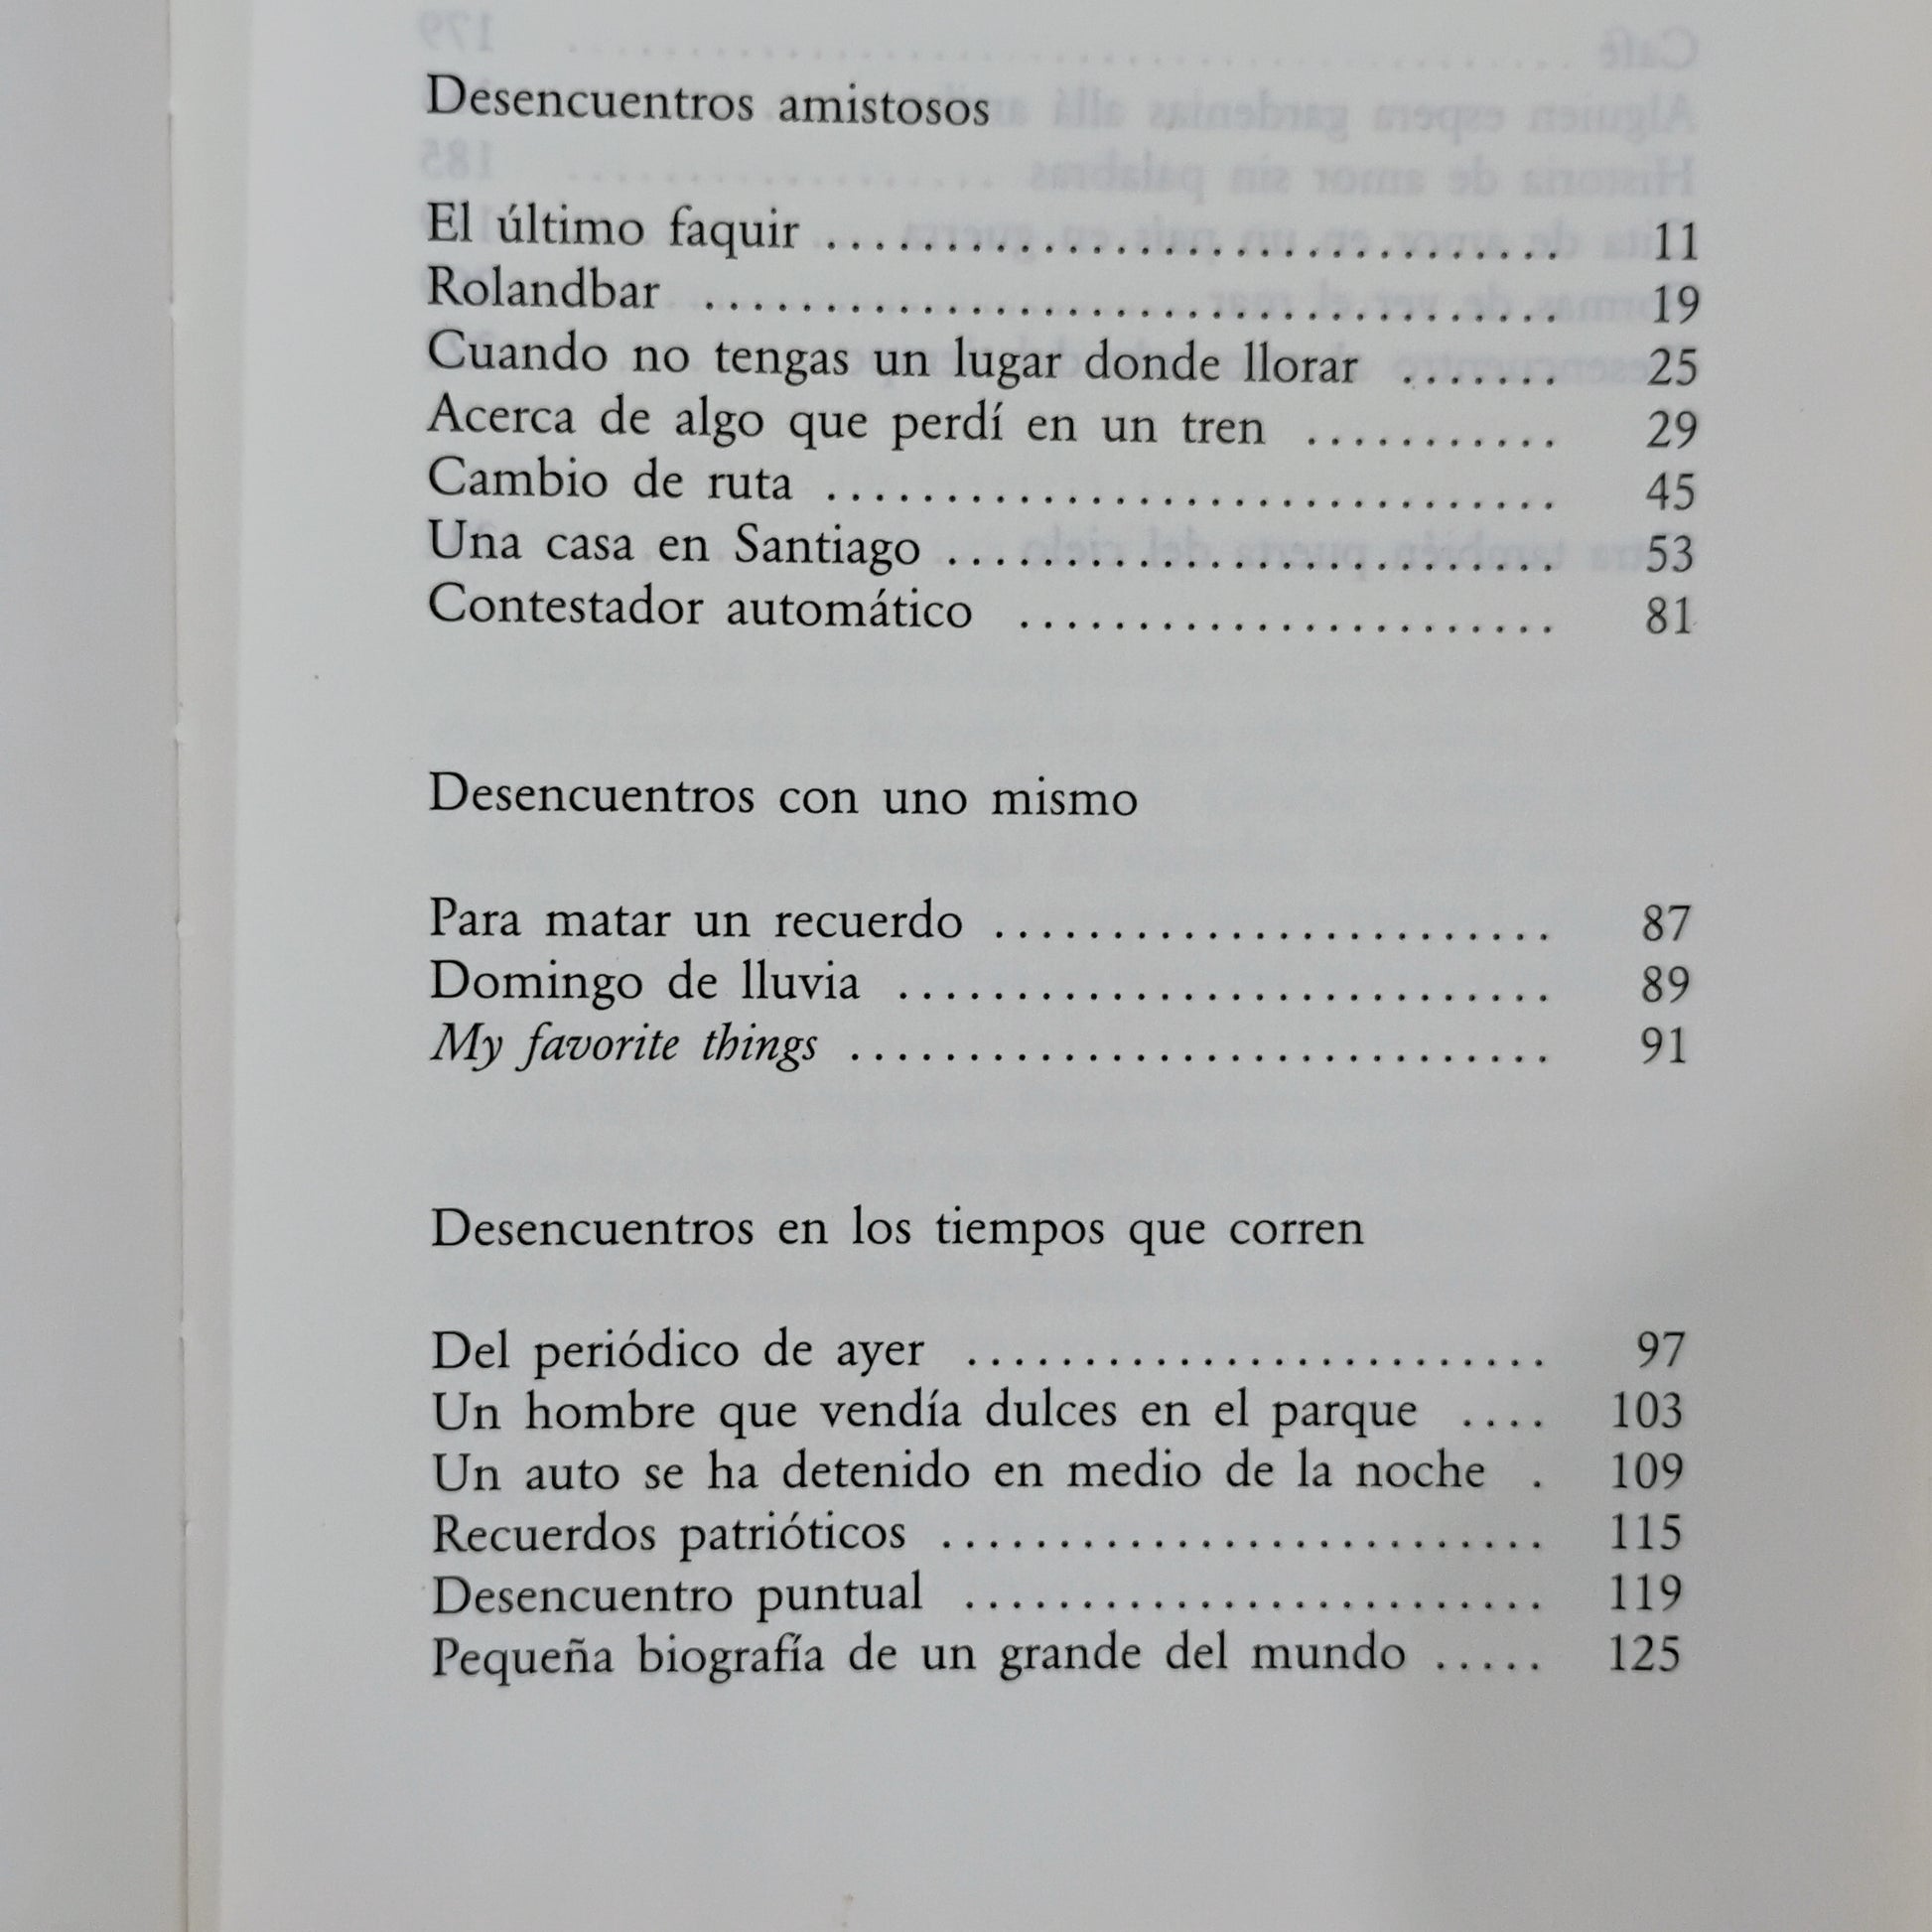 Desencuentros amistosos
El último faquir ............................... 11
Rolandbar .................................... 19
Cuando no tengas un lugar donde llorar ....... 25
Acerca de algo que perdí en un tren ........... 29
Cambio de ruta ............................... 45
Una casa en Santiago .......................... 53
Contestador automático ....................... 81
Desencuentros con uno mismo
Para matar un recuerdo ........................ 87
Domingo de lluvia ............................ 89
My favorite things .............................. 91
Desencuentros en los tiempos que corren
Del periódico de ayer ......................... 97
Un hombre que vendía dulces en el parque .... 103
Un auto se ha detenido en medio de la noche . 109
Recuerdos patrióticos .......................... 115
Desencuentro puntual ......................... 119
Pequeña biografía de un grande del mundo ..... 125